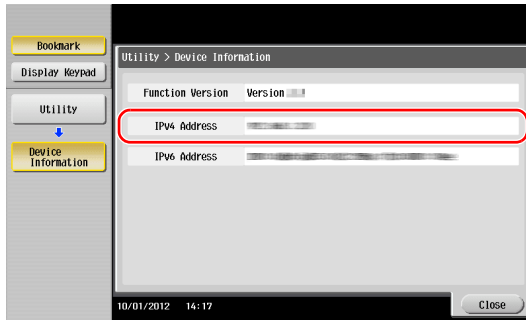 Bookmark
Display Keypad
Utility
Device
Information
Utility > Device Information
Function Version Version
IPv4 Address
IPv6 Address
10/01/2012 14:17
Close